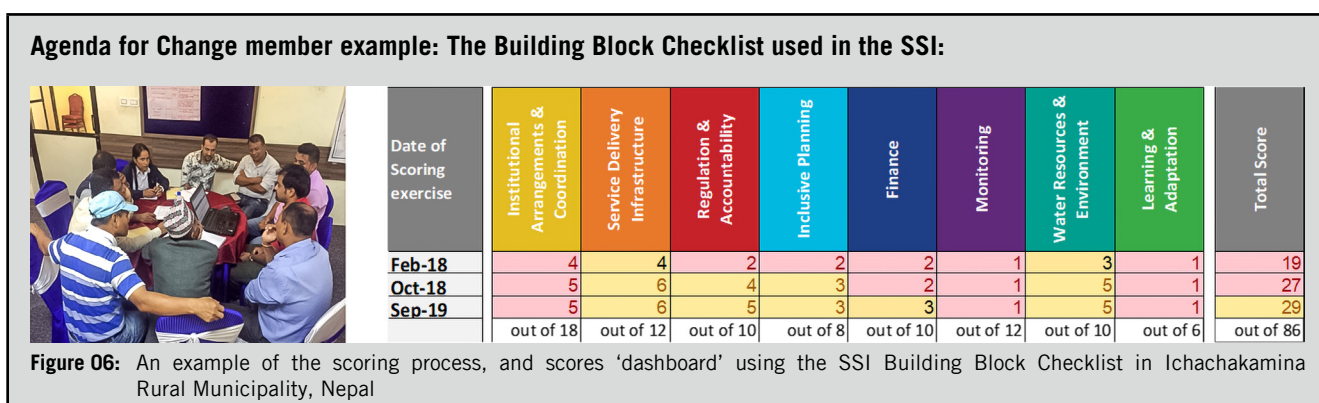 Agenda for Change member example: The Building Block Checklist used in the SSI:
Date of
Scoring
exercise
Institutional
Arrangements &
Coordination
Service Delivery
Infrastructure
Regulation &
Accountability
Inclusive Planning
Finance
Monitoring
Water Resources &
Environment
Learning &
Adaptation
Total Score
Feb-18 4 4 2 2 2 1 3 1 19
Oct-18 5 6 4 3 2 1 5 1 27
Sep-19 5 6 5 3 3 1 5 1 29
out of 18 out of 12 out of 10 out of 8 out of 10 out of 12 out of 10 out of 6 out of 86
Figure 06: An example of the scoring process, and scores ‘dashboard’ using the SSI Building Block Checklist in Ichachakamina
Rural Municipality, Nepal